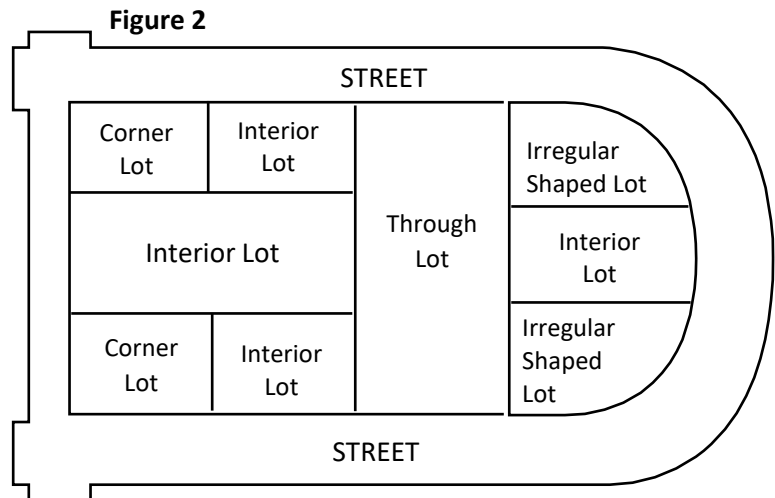 Figure 2
STREET
Corner
Lot
Interior
Lot
Irregular
Shaped Lot
Through
Lot
Interior Lot
Interior
Lot
Corner
Lot
Interior
Lot
Irregular
Shaped
Lot
STREET